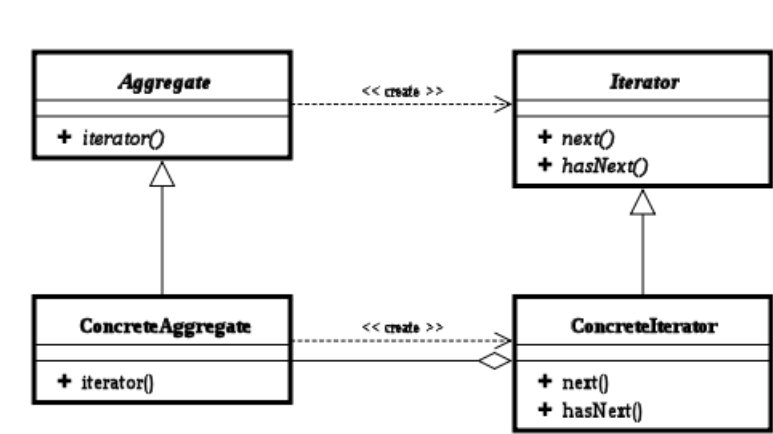 Aggregate
<< create >>
Iterator
+ iterator()
+ next()
+ hasNext()
ConcreteAggregate
<< create >>
ConcreteIterator
+ iterator()
+ next()
+ hasNext()